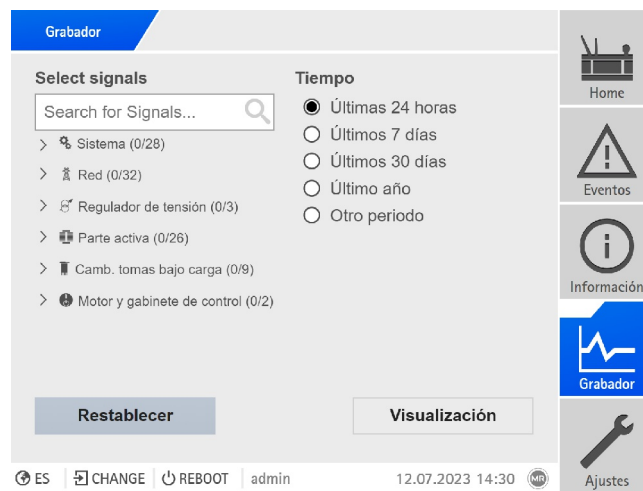 Grabador
Select signals
Search for Signals...
Sistema (0/28)
Red (0/32)
Regulador de tensión (0/3)
Parte activa (0/26)
Camb. tomas bajo carga (0/9)
Motor y gabinete de control (0/2)
Tiempo
Últimas 24 horas
Últimos 7 días
Últimos 30 días
Último año
Otro periodo
Restablecer
Visualización
ES
CHANGE
REBOOT
admin
12.07.2023 14:30
MR
Home
Eventos
Información
Grabador
Ajustes